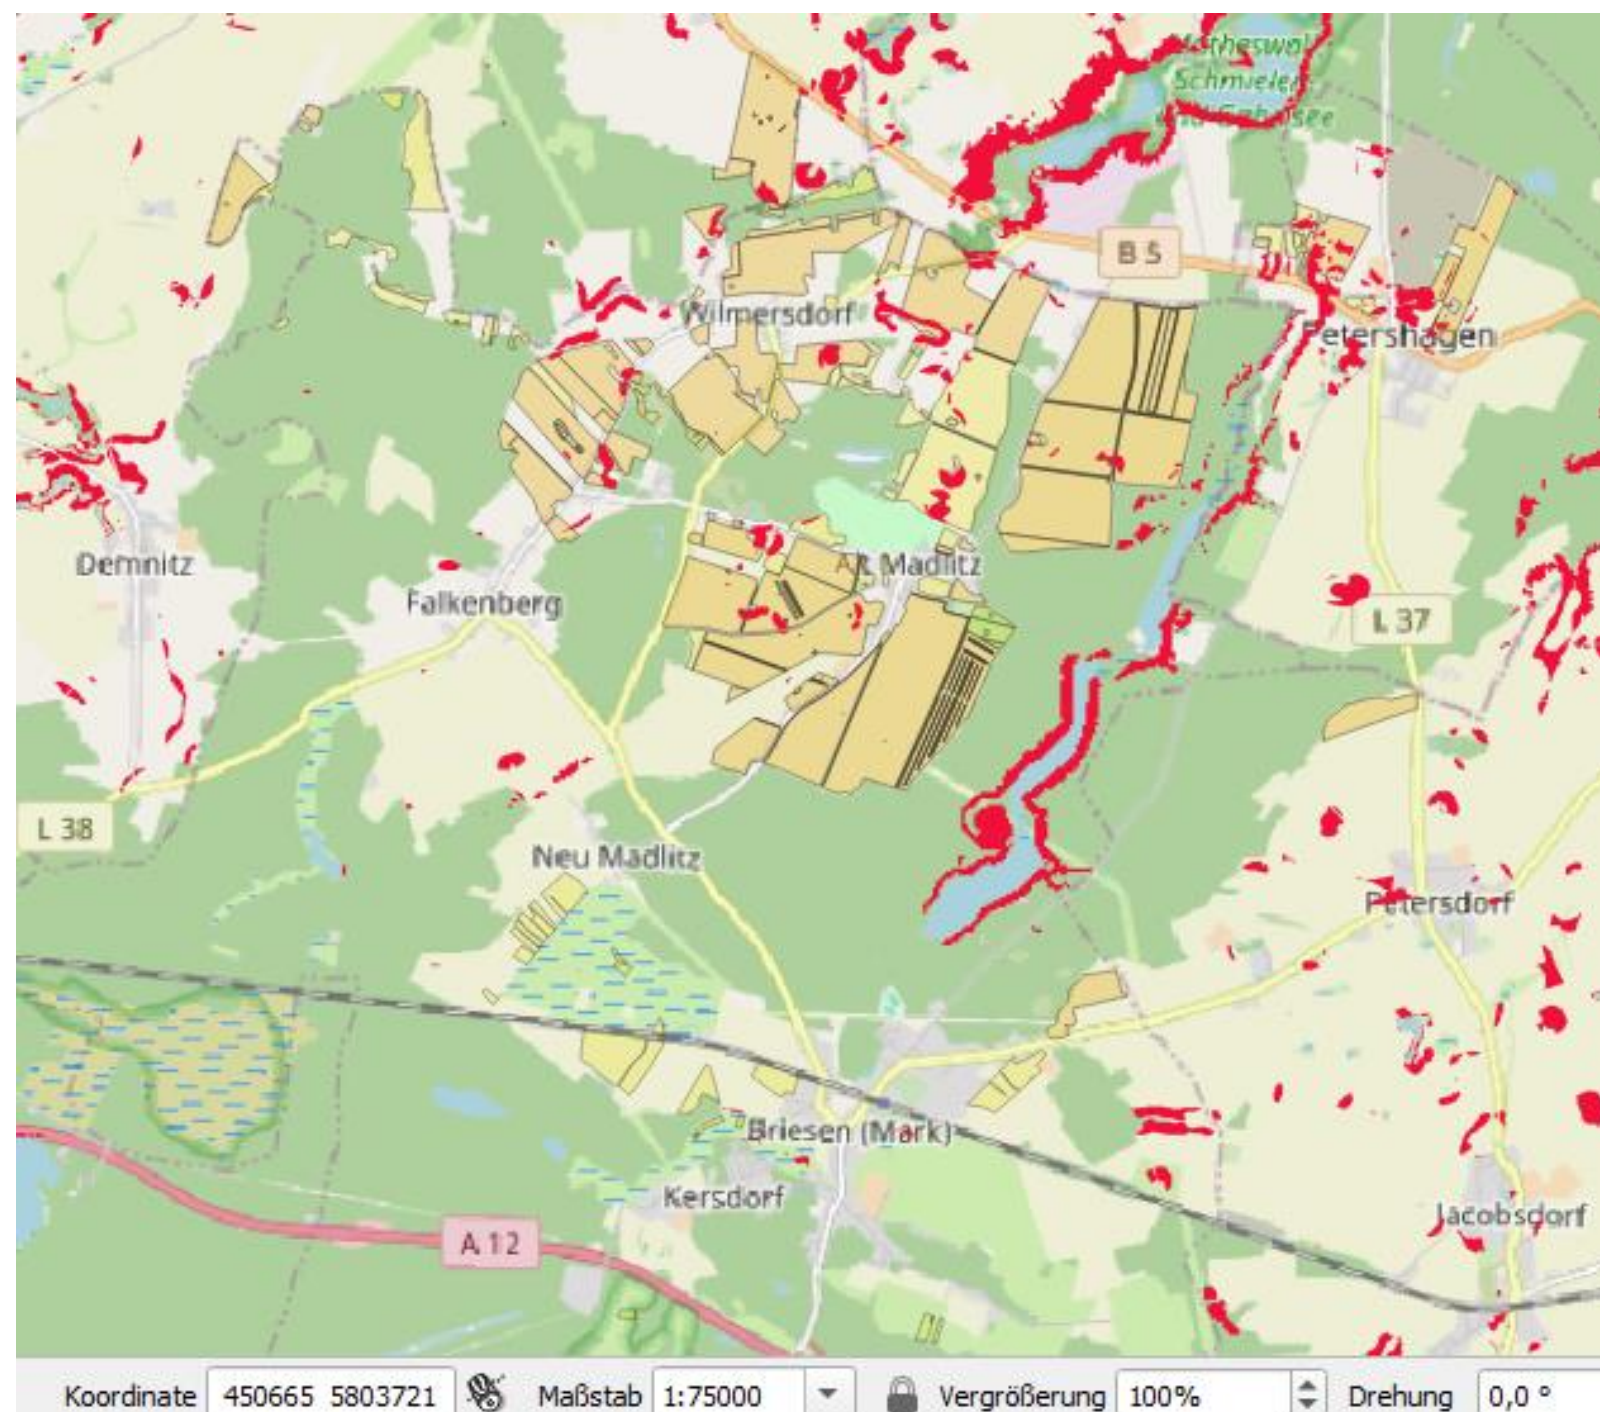 Schmielen
B 5
Wilmersdorf
Petershagen
Demnitz
Alt Madlitz
Falkenberg
L 37
L 38
Neu Madlitz
Petersdorf
Briesen (Mark)
Kersdorf
Jacobsdorf
A 12
Koordinate 450665 5803721 Maßstab 1:75000 Vergrößerung 100% Drehung 0,0 °